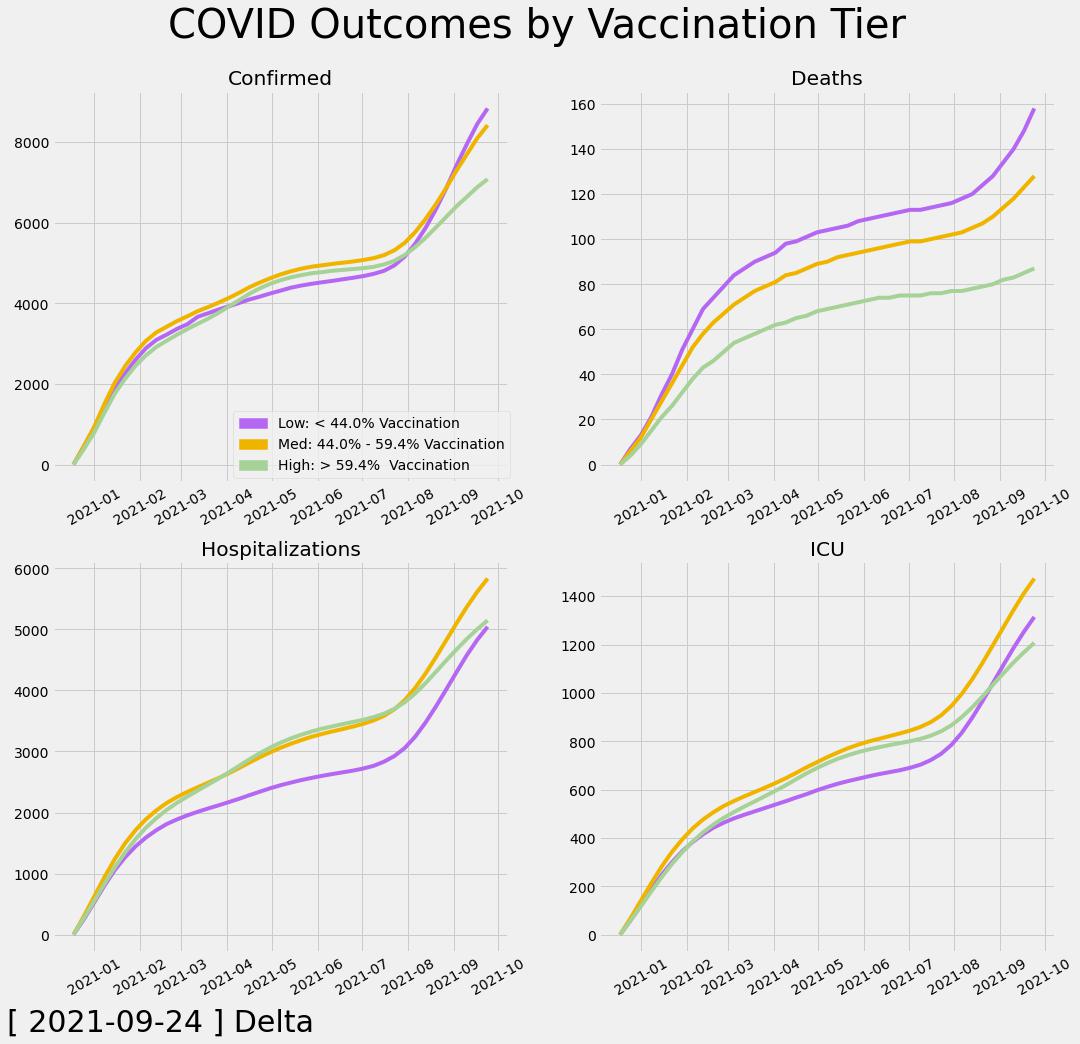 COVID Outcomes by Vaccination Tier
Confirmed
8000
6000
4000
2000
0
Low: < 44.0% Vaccination
Med: 44.0% - 59.4% Vaccination
High: > 59.4%  Vaccination
2021-01 2021-02 2021-03 2021-04 2021-05 2021-06 2021-07 2021-08 2021-09 2021-10
Deaths
160
140
120
100
80
60
40
20
0
2021-01 2021-02 2021-03 2021-04 2021-05 2021-06 2021-07 2021-08 2021-09 2021-10
Hospitalizations
6000
5000
4000
3000
2000
1000
0
2021-01 2021-02 2021-03 2021-04 2021-05 2021-06 2021-07 2021-08 2021-09 2021-10
ICU
1400
1200
1000
800
600
400
200
0
2021-01 2021-02 2021-03 2021-04 2021-05 2021-06 2021-07 2021-08 2021-09 2021-10
[ 2021-09-24 ] Delta